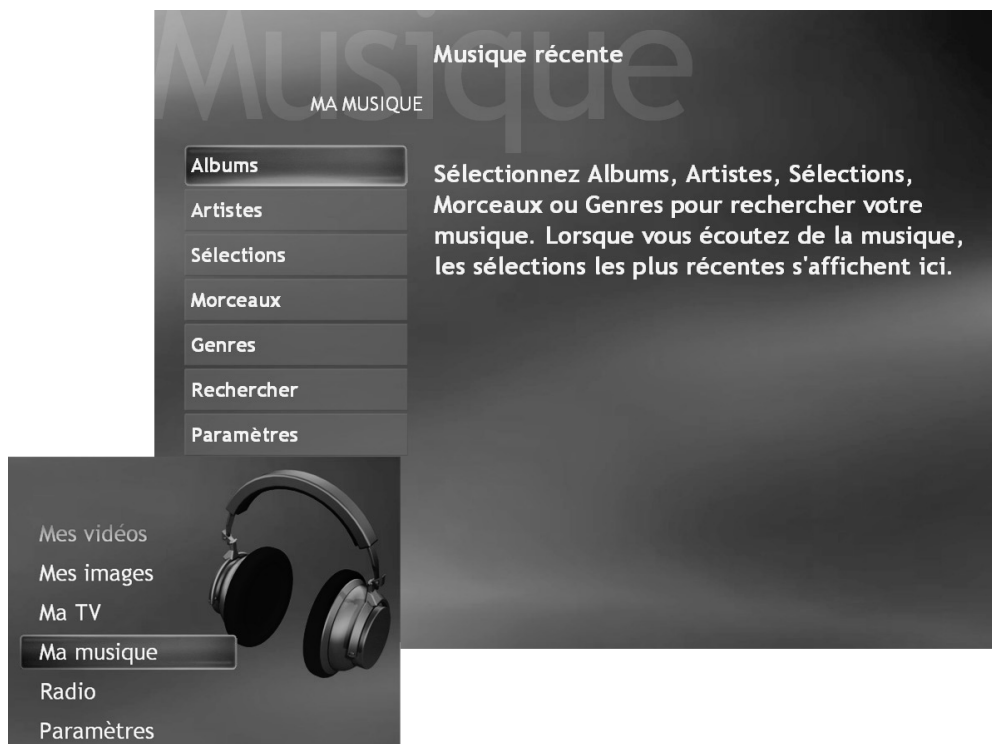 Musique
Musique récente
MA MUSIQUE
Albums
Artistes
Sélections
Morceaux
Genres
Rechercher
Paramètres
Sélectionnez Albums, Artistes, Sélections,
Morceaux ou Genres pour rechercher votre
musique. Lorsque vous écoutez de la musique,
les sélections les plus récentes s'affichent ici.
Mes vidéos
Mes images
Ma TV
Ma musique
Radio
Paramètres